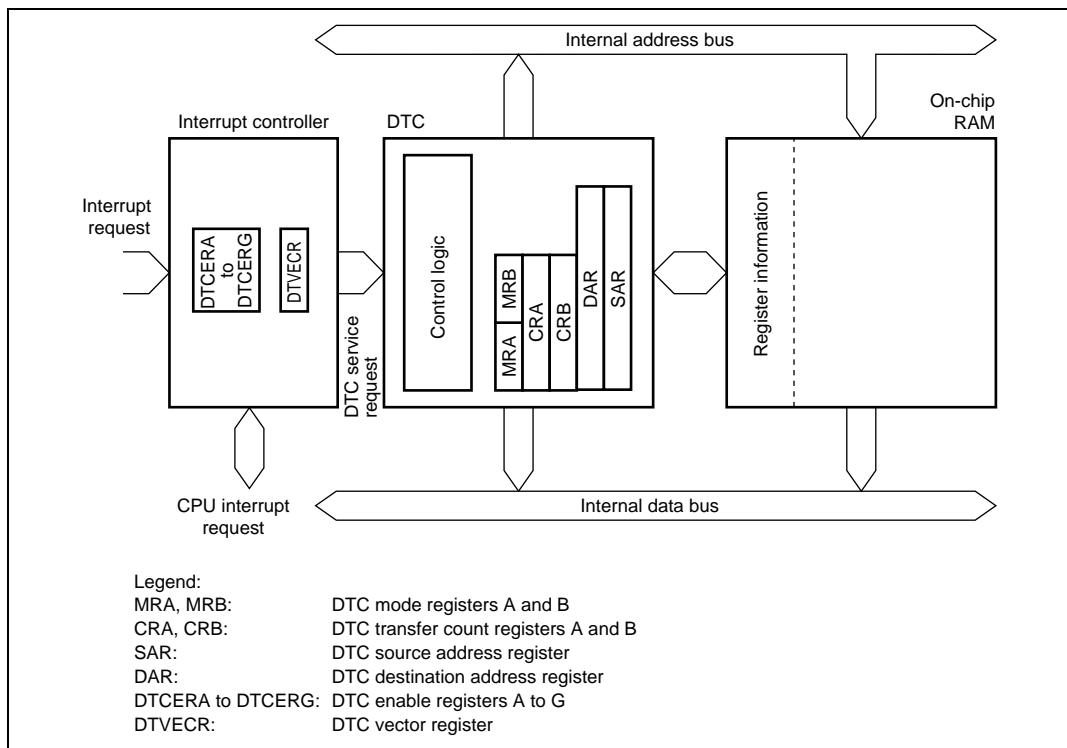 Internal address bus
On-chip
RAM
Interrupt controller
DTC
Interrupt
request
DTCERA
to
DTCERG
DTVECR
DTC service
request
Control logic
MRA
MRB
CRA
CRB
DAR
SAR
Register information
CPU interrupt
request
Internal data bus
Legend:
MRA, MRB: DTC mode registers A and B
CRA, CRB: DTC transfer count registers A and B
SAR: DTC source address register
DAR: DTC destination address register
DTCERA to DTCERG: DTC enable registers A to G
DTVECR: DTC vector register